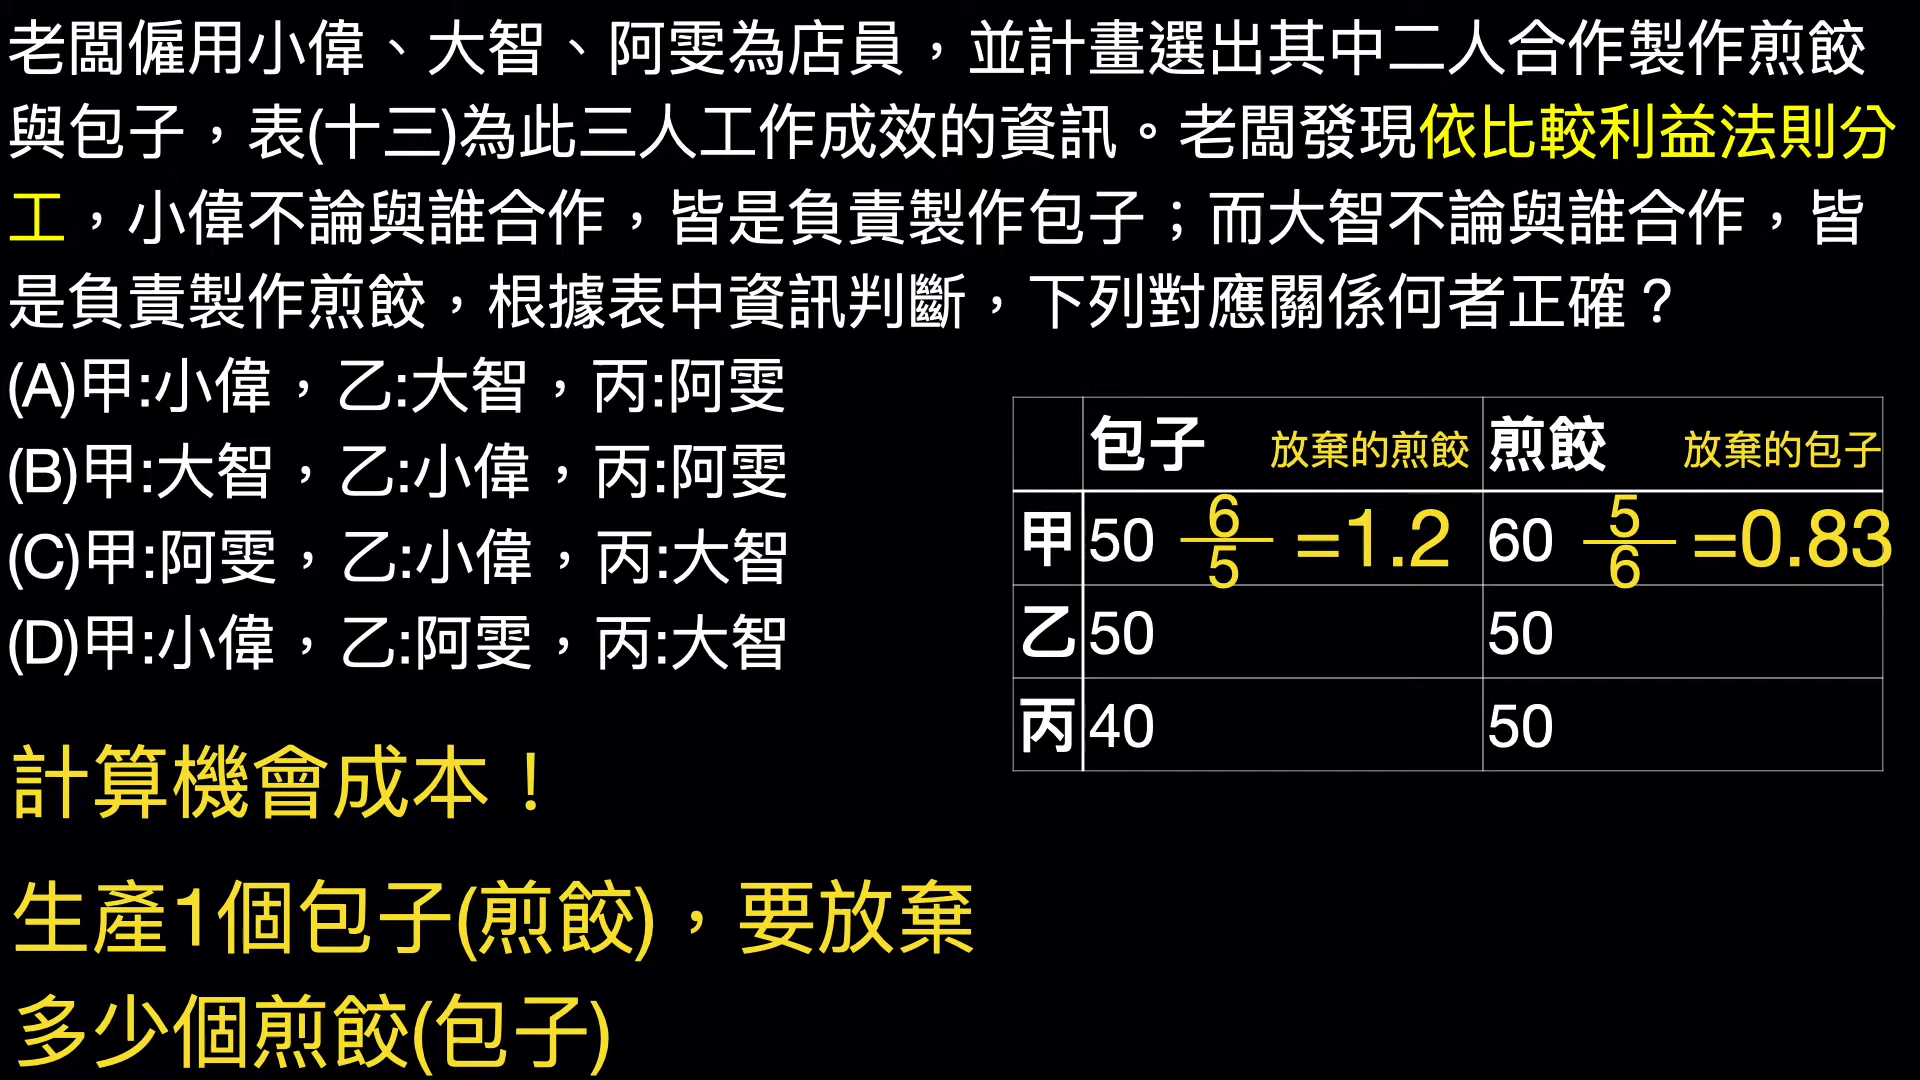 老闆僱用小偉、大智、阿雯為店員，並計畫選出其中二人合作製作煎餃
與包子，表(十三)為此三人工作成效的資訊。老闆發現依比較利益法則分
工，小偉不論與誰合作，皆是負責製作包子；而大智不論與誰合作，皆
是負責製作煎餃，根據表中資訊判斷，下列對應關係何者正確？
(A)甲:小偉，乙:大智，丙:阿雯
(B)甲:大智，乙:小偉，丙:阿雯
(C)甲:阿雯，乙:小偉，丙:大智
(D)甲:小偉，乙:阿雯，丙:大智
包子 放棄的煎餃 煎餃 放棄的包子
甲 50 6/5 =1.2 60 5/6 =0.83
乙 50 50
丙 40 50
計算機會成本！
生產1個包子(煎餃)，要放棄
多少個煎餃(包子)